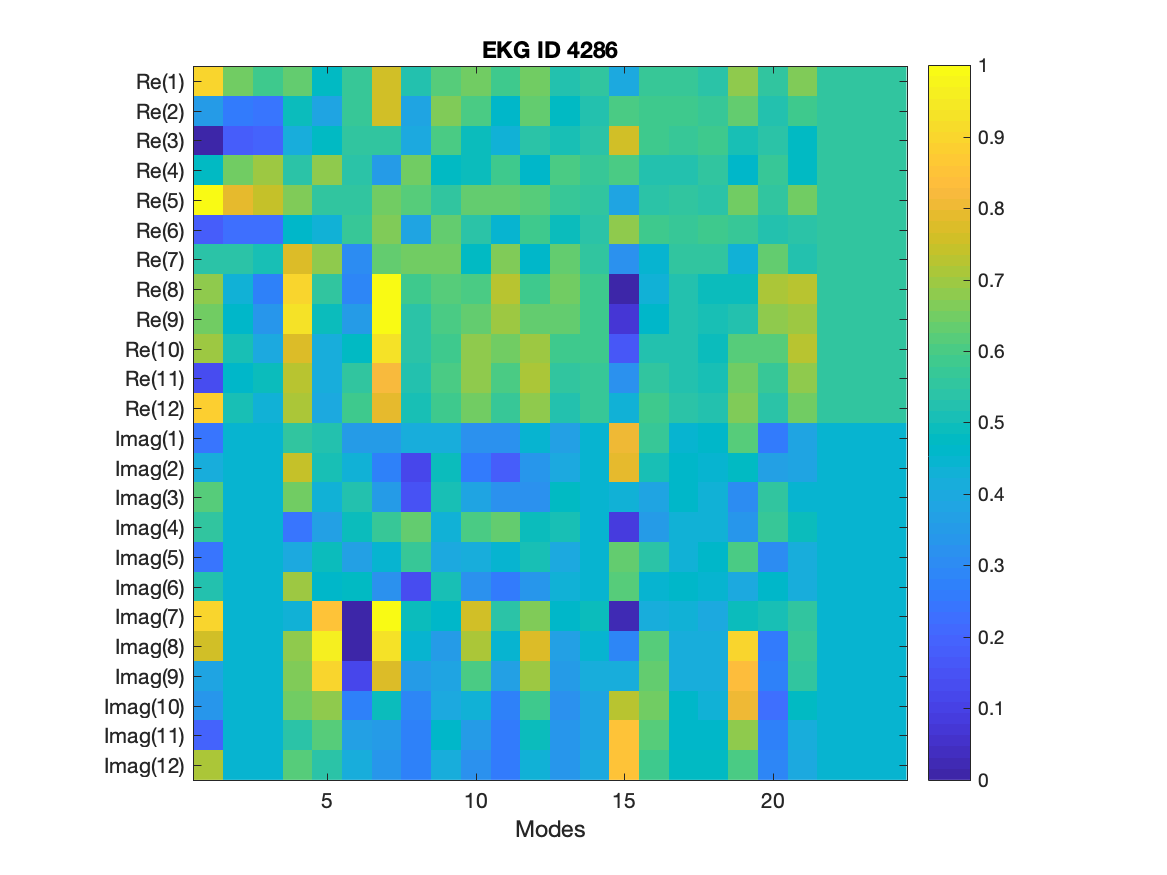 EKG ID 4286
Re(1)
Re(2)
Re(3)
Re(4)
Re(5)
Re(6)
Re(7)
Re(8)
Re(9)
Re(10)
Re(11)
Re(12)
Imag(1)
Imag(2)
Imag(3)
Imag(4)
Imag(5)
Imag(6)
Imag(7)
Imag(8)
Imag(9)
Imag(10)
Imag(11)
Imag(12)
5 10 15 20
Modes
1
0.9
0.8
0.7
0.6
0.5
0.4
0.3
0.2
0.1
0